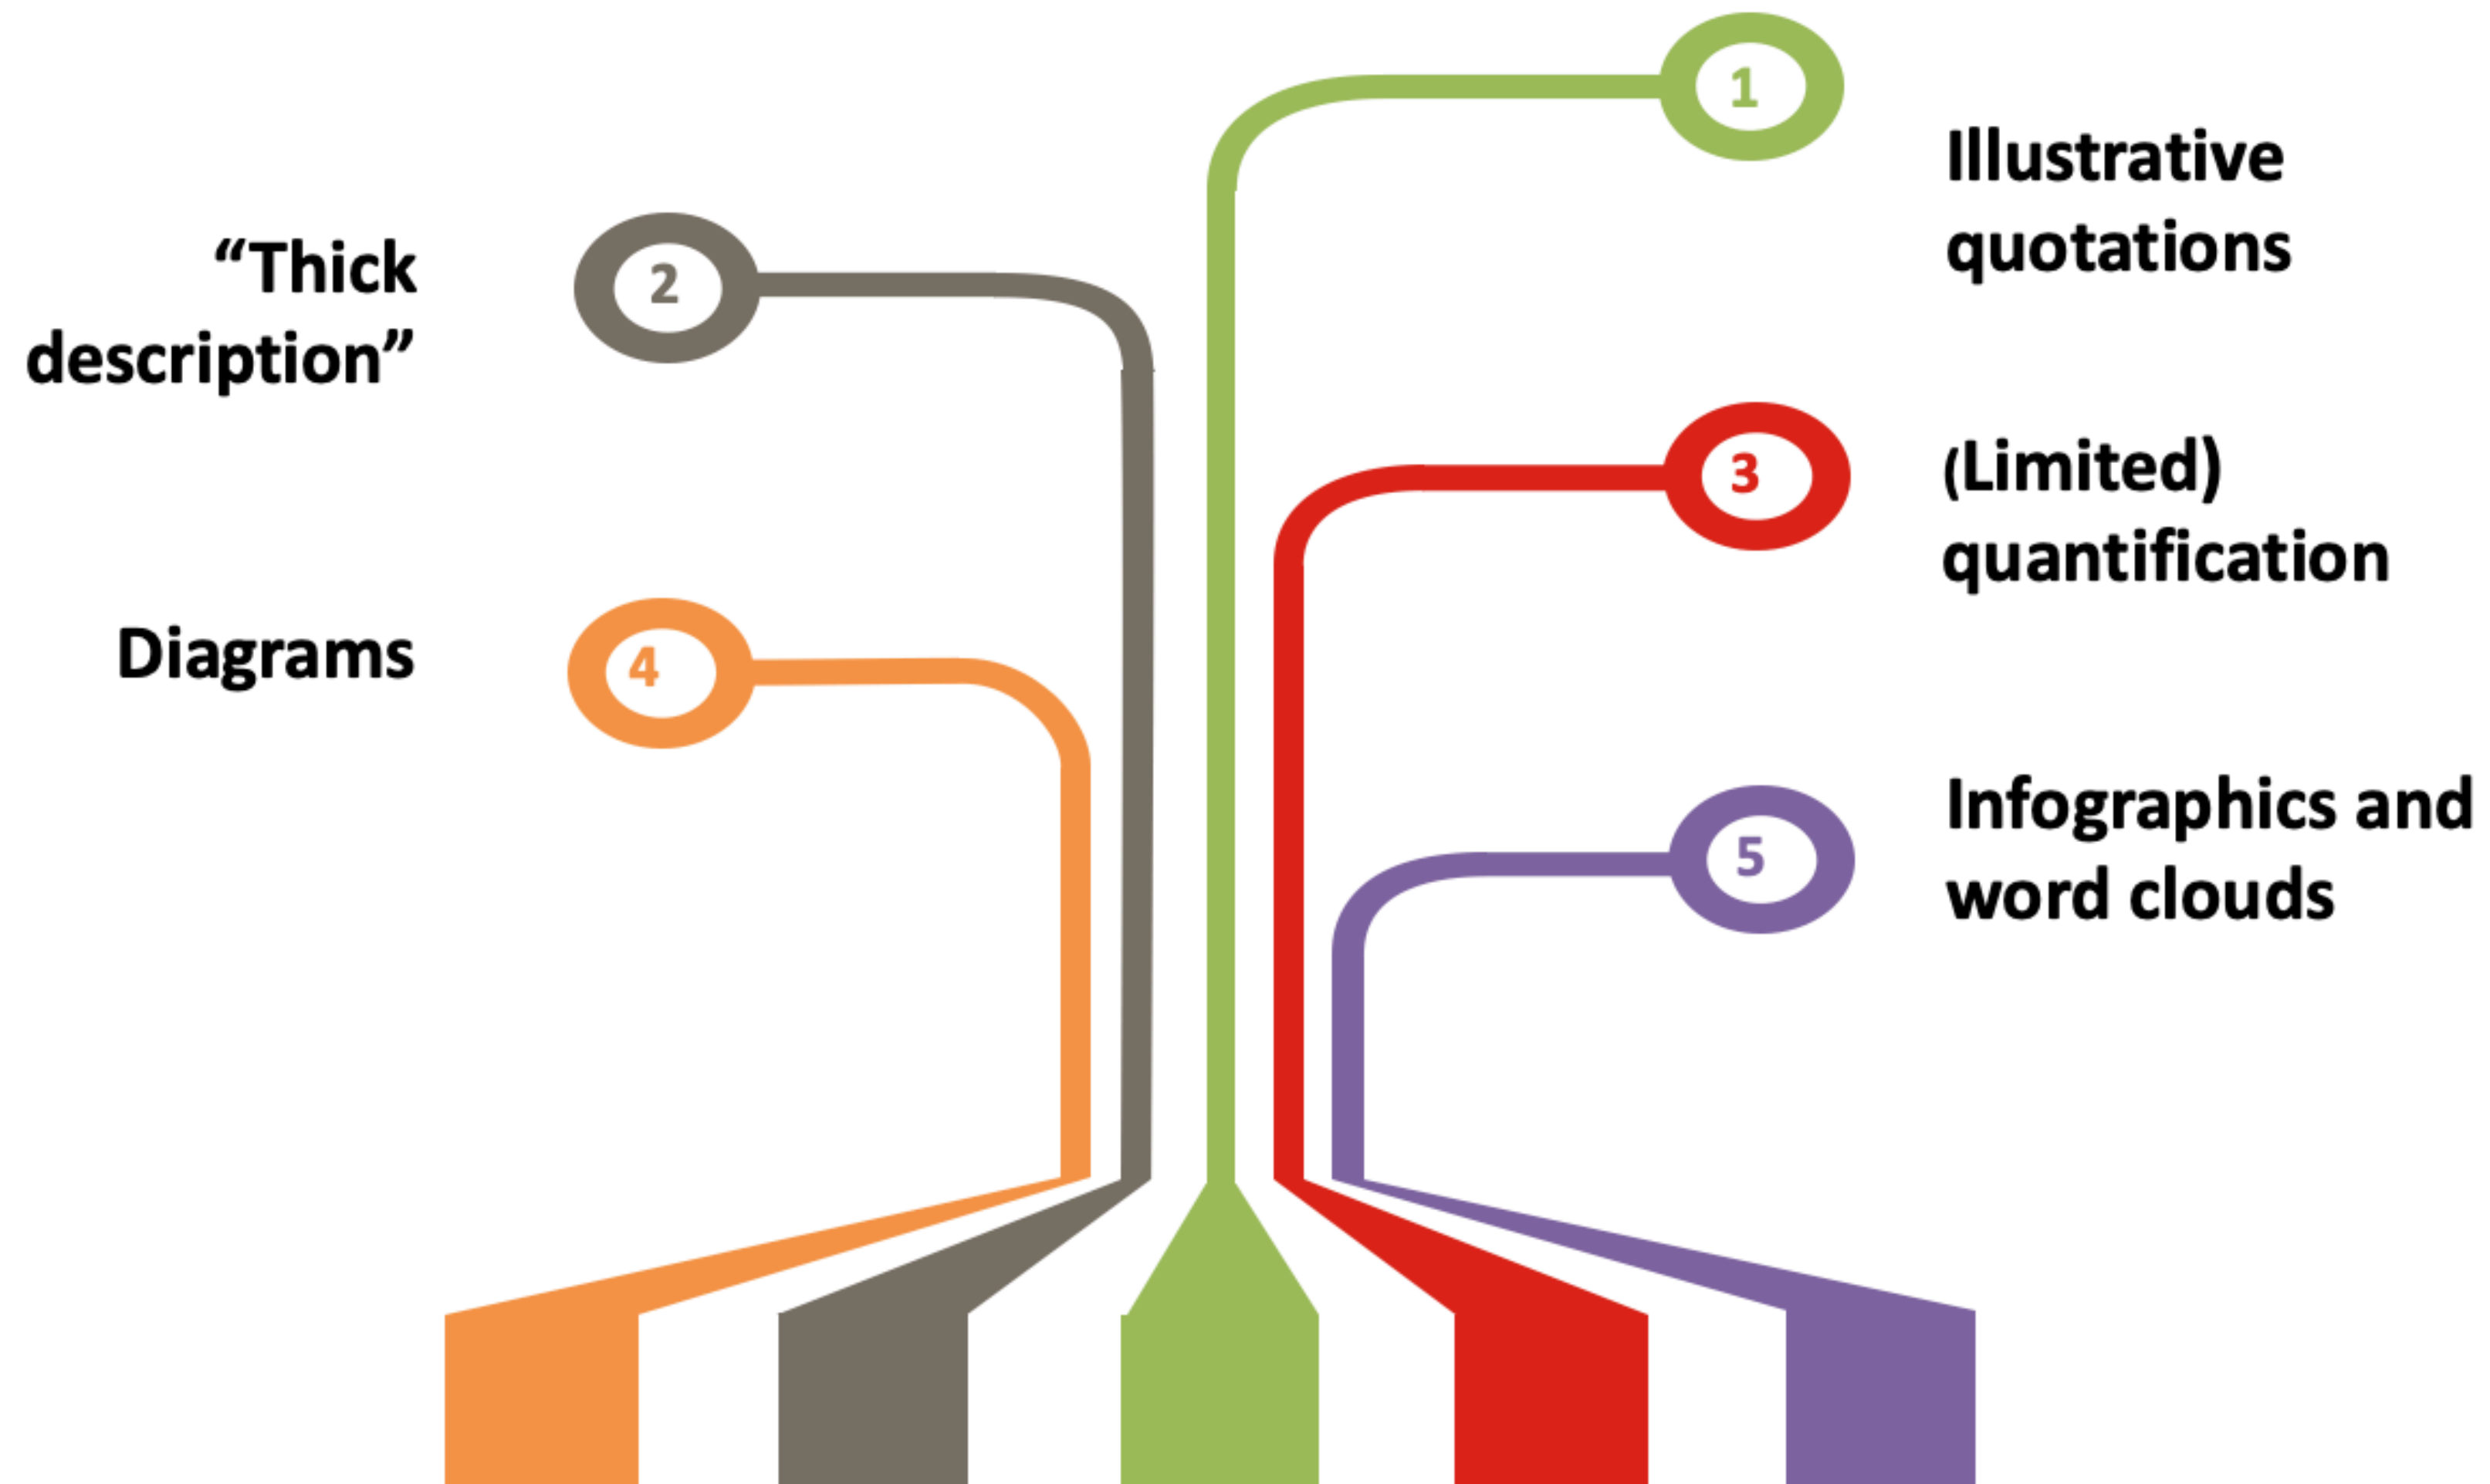 1
Illustrative
quotations
2
“Thick
description”
3
(Limited)
quantification
4
Diagrams
5
Infographics and
word clouds